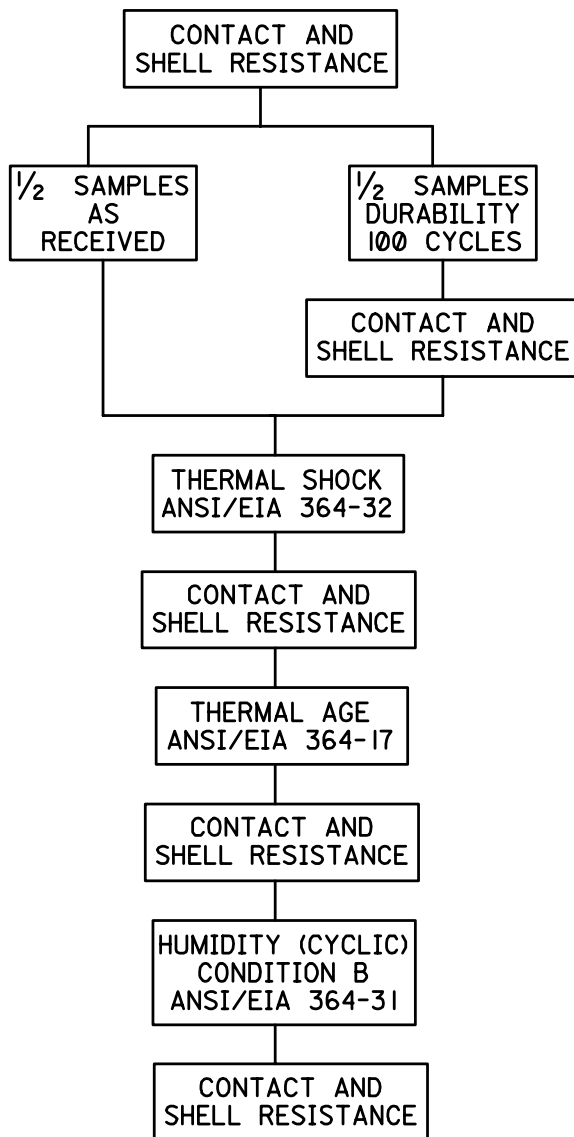 CONTACT AND
SHELL RESISTANCE
1/2 SAMPLES
AS
RECEIVED
1/2 SAMPLES
DURABILITY
100 CYCLES
CONTACT AND
SHELL RESISTANCE
THERMAL SHOCK
ANSI/EIA 364-32
CONTACT AND
SHELL RESISTANCE
THERMAL AGE
ANSI/EIA 364-17
CONTACT AND
SHELL RESISTANCE
HUMIDITY (CYCLIC)
CONDITION B
ANSI/EIA 364-31
CONTACT AND
SHELL RESISTANCE